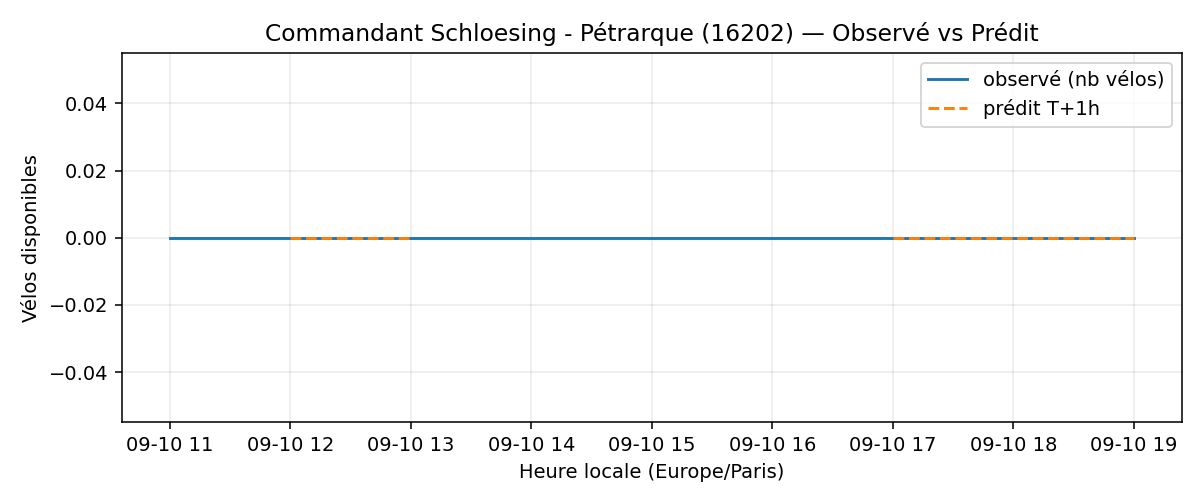 Commandant Schloesing - Pétrarque (16202) — Observé vs Prédit
observé (nb vélos)
prédit T+1h
Vélos disponibles
0.04
0.02
0.00
−0.02
−0.04
09-10 11 09-10 12 09-10 13 09-10 14 09-10 15 09-10 16 09-10 17 09-10 18 09-10 19
Heure locale (Europe/Paris)